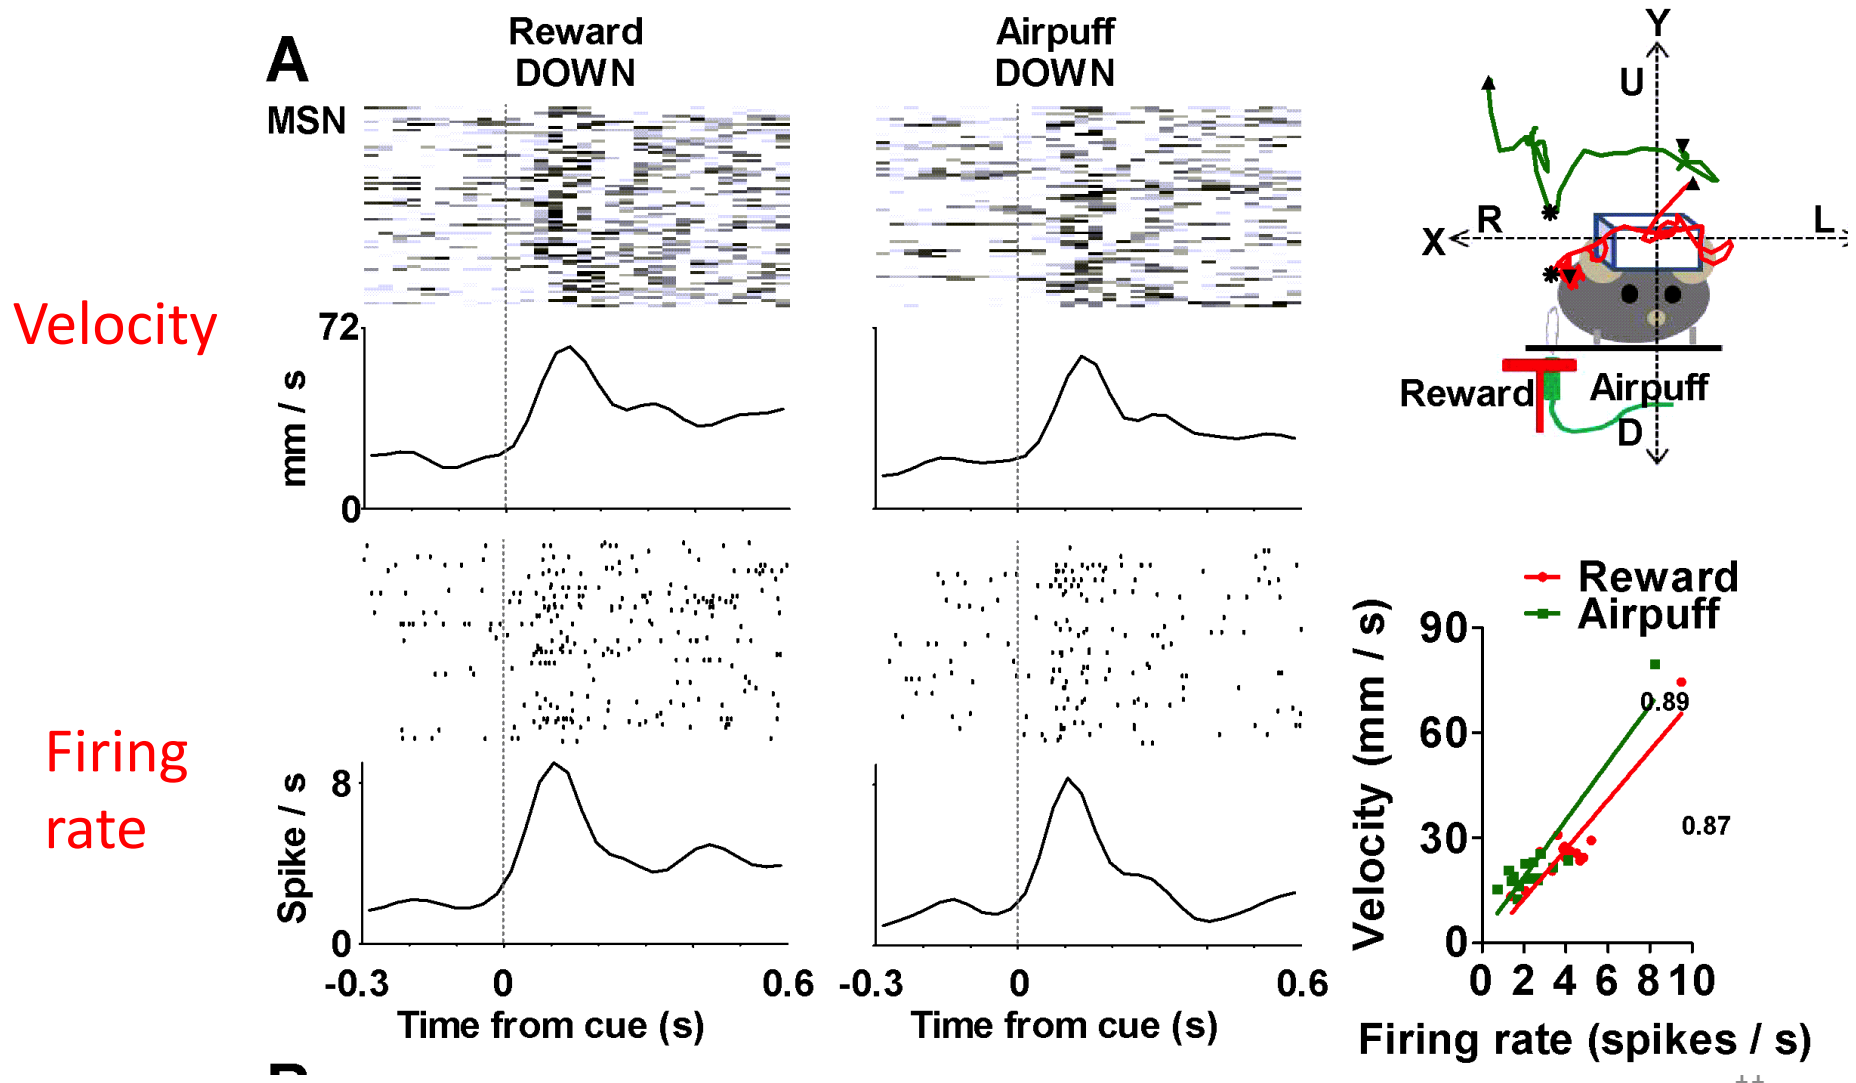 A
Reward
DOWN
Airpuff
DOWN
MSN
Velocity
72
mm / s
0
Firing
rate
8
Spike / s
0
-0.3
0
0.6
Time from cue (s)
-0.3
0
0.6
Time from cue (s)
Y
U
R
L
X
Reward
Airpuff
D
Reward
Airpuff
90
60
30
0
Velocity (mm / s)
0.89
0.87
0 2 4 6 8 10
Firing rate (spikes / s)